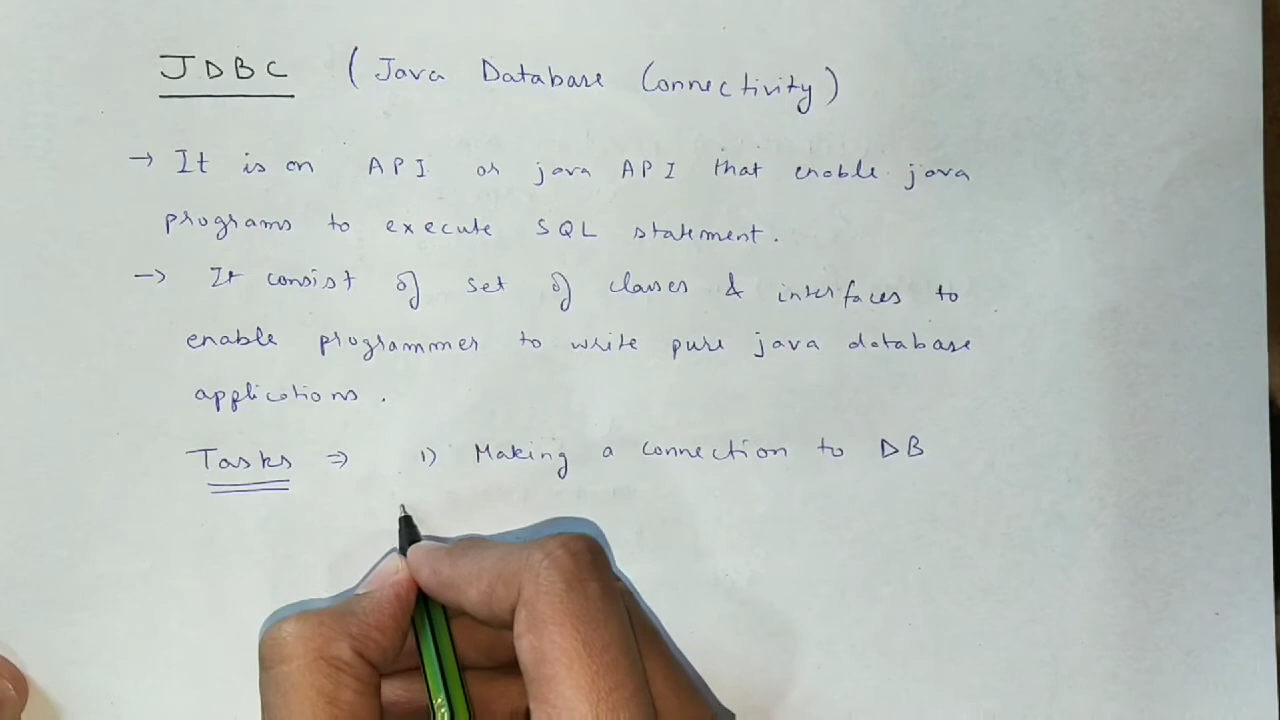 JDBC (Java Database Connectivity)
→ It is an API or java API that enable java
programs to execute SQL statement.
→ It consist of set of classes & interfaces to
enable programmer to write pure java database
applications.
Tasks ⇒ 1) Making a connection to DB